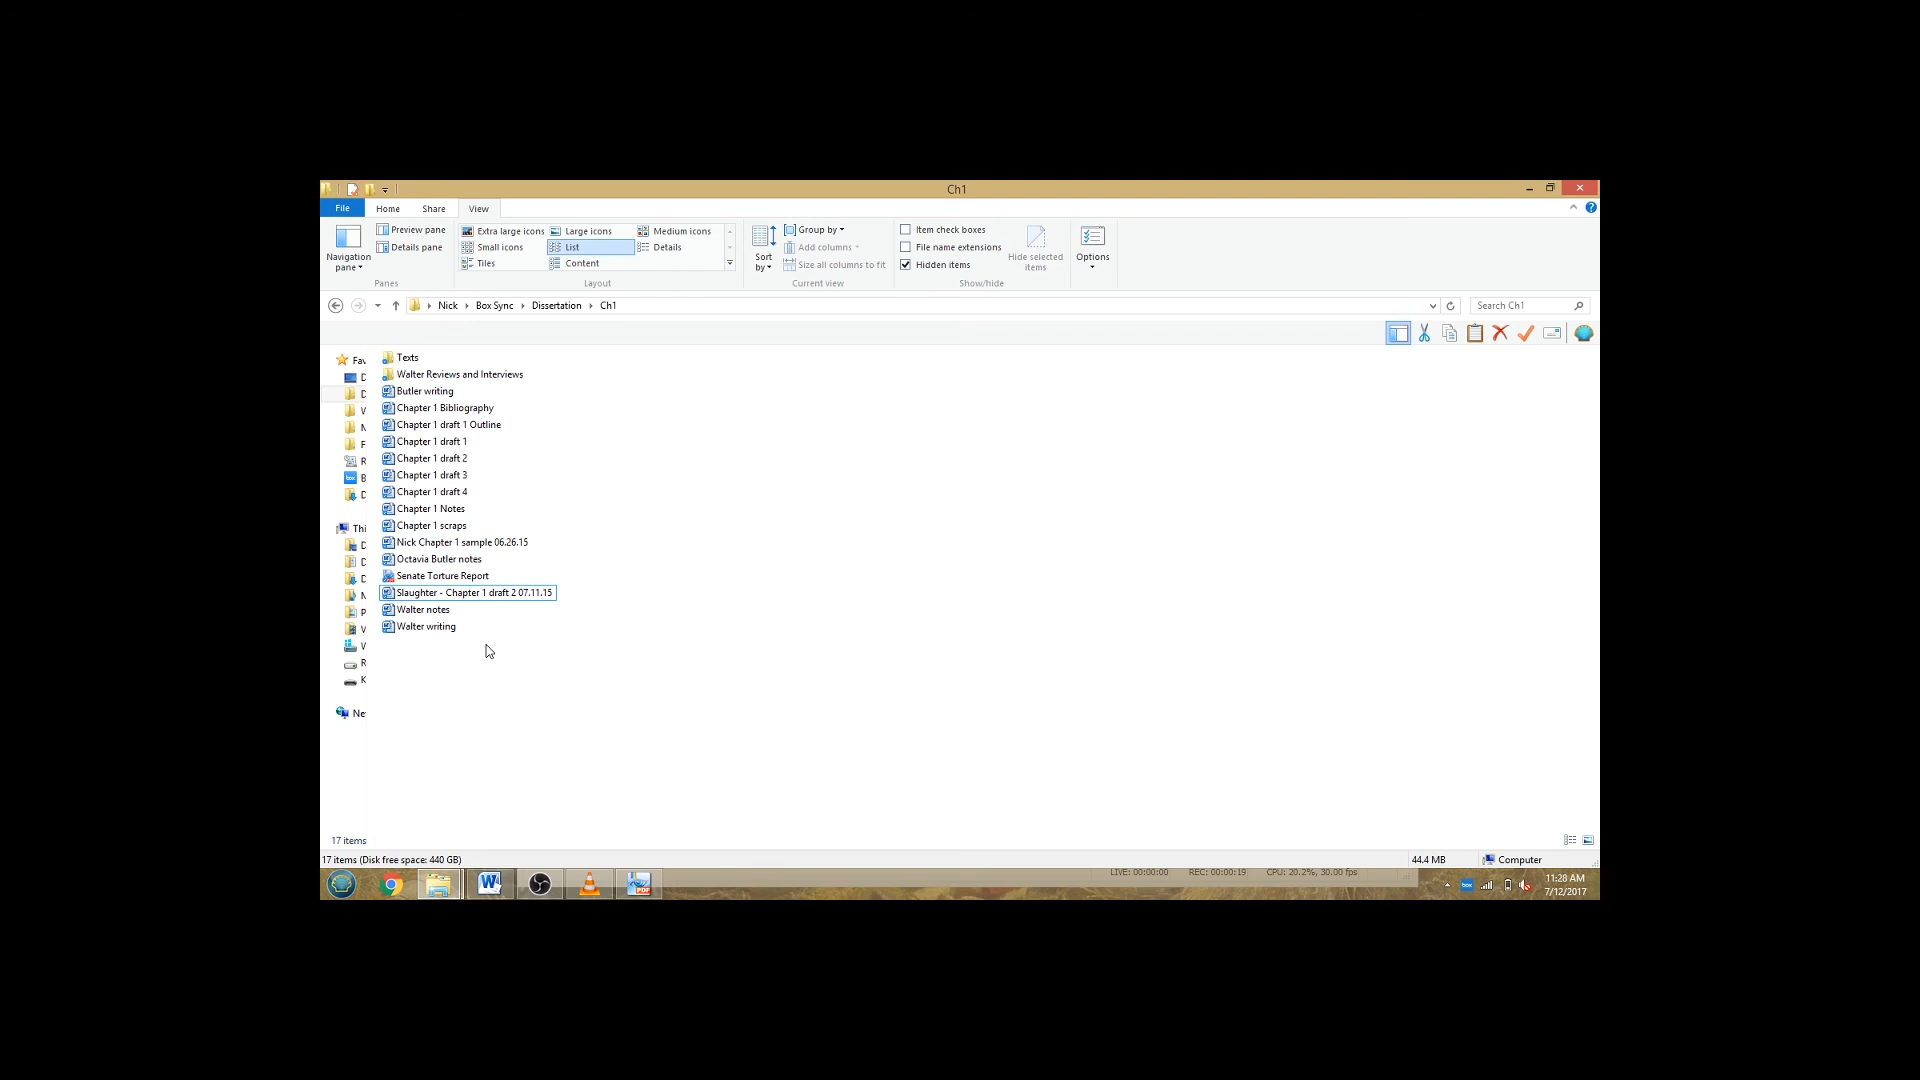 Ch1
File Home Share View
Navigation pane
Preview pane
Details pane
Panes
Extra large icons Large icons Medium icons
Small icons List Details
Tiles Content
Layout
Sort by
Group by
Add columns
Size all columns to fit
Current view
Item check boxes
File name extensions
Hidden items
Hide selected items
Show/hide
Options
Nick Box Sync Dissertation Ch1
Search Ch1
Texts
Walter Reviews and Interviews
Butler writing
Chapter 1 Bibliography
Chapter 1 draft 1 Outline
Chapter 1 draft 1
Chapter 1 draft 2
Chapter 1 draft 3
Chapter 1 draft 4
Chapter 1 Notes
Chapter 1 scraps
Nick Chapter 1 sample 06.26.15
Octavia Butler notes
Senate Torture Report
Slaughter - Chapter 1 draft 2 07.11.15
Walter notes
Walter writing
Fav
Thi
Ne
17 items
17 items (Disk free space: 440 GB)
44.4 MB
Computer
LIVE: 00:00:00 REC: 00:00:19 CPU: 20.2%, 30.00 fps
box
PDF
11:28 AM
7/12/2017